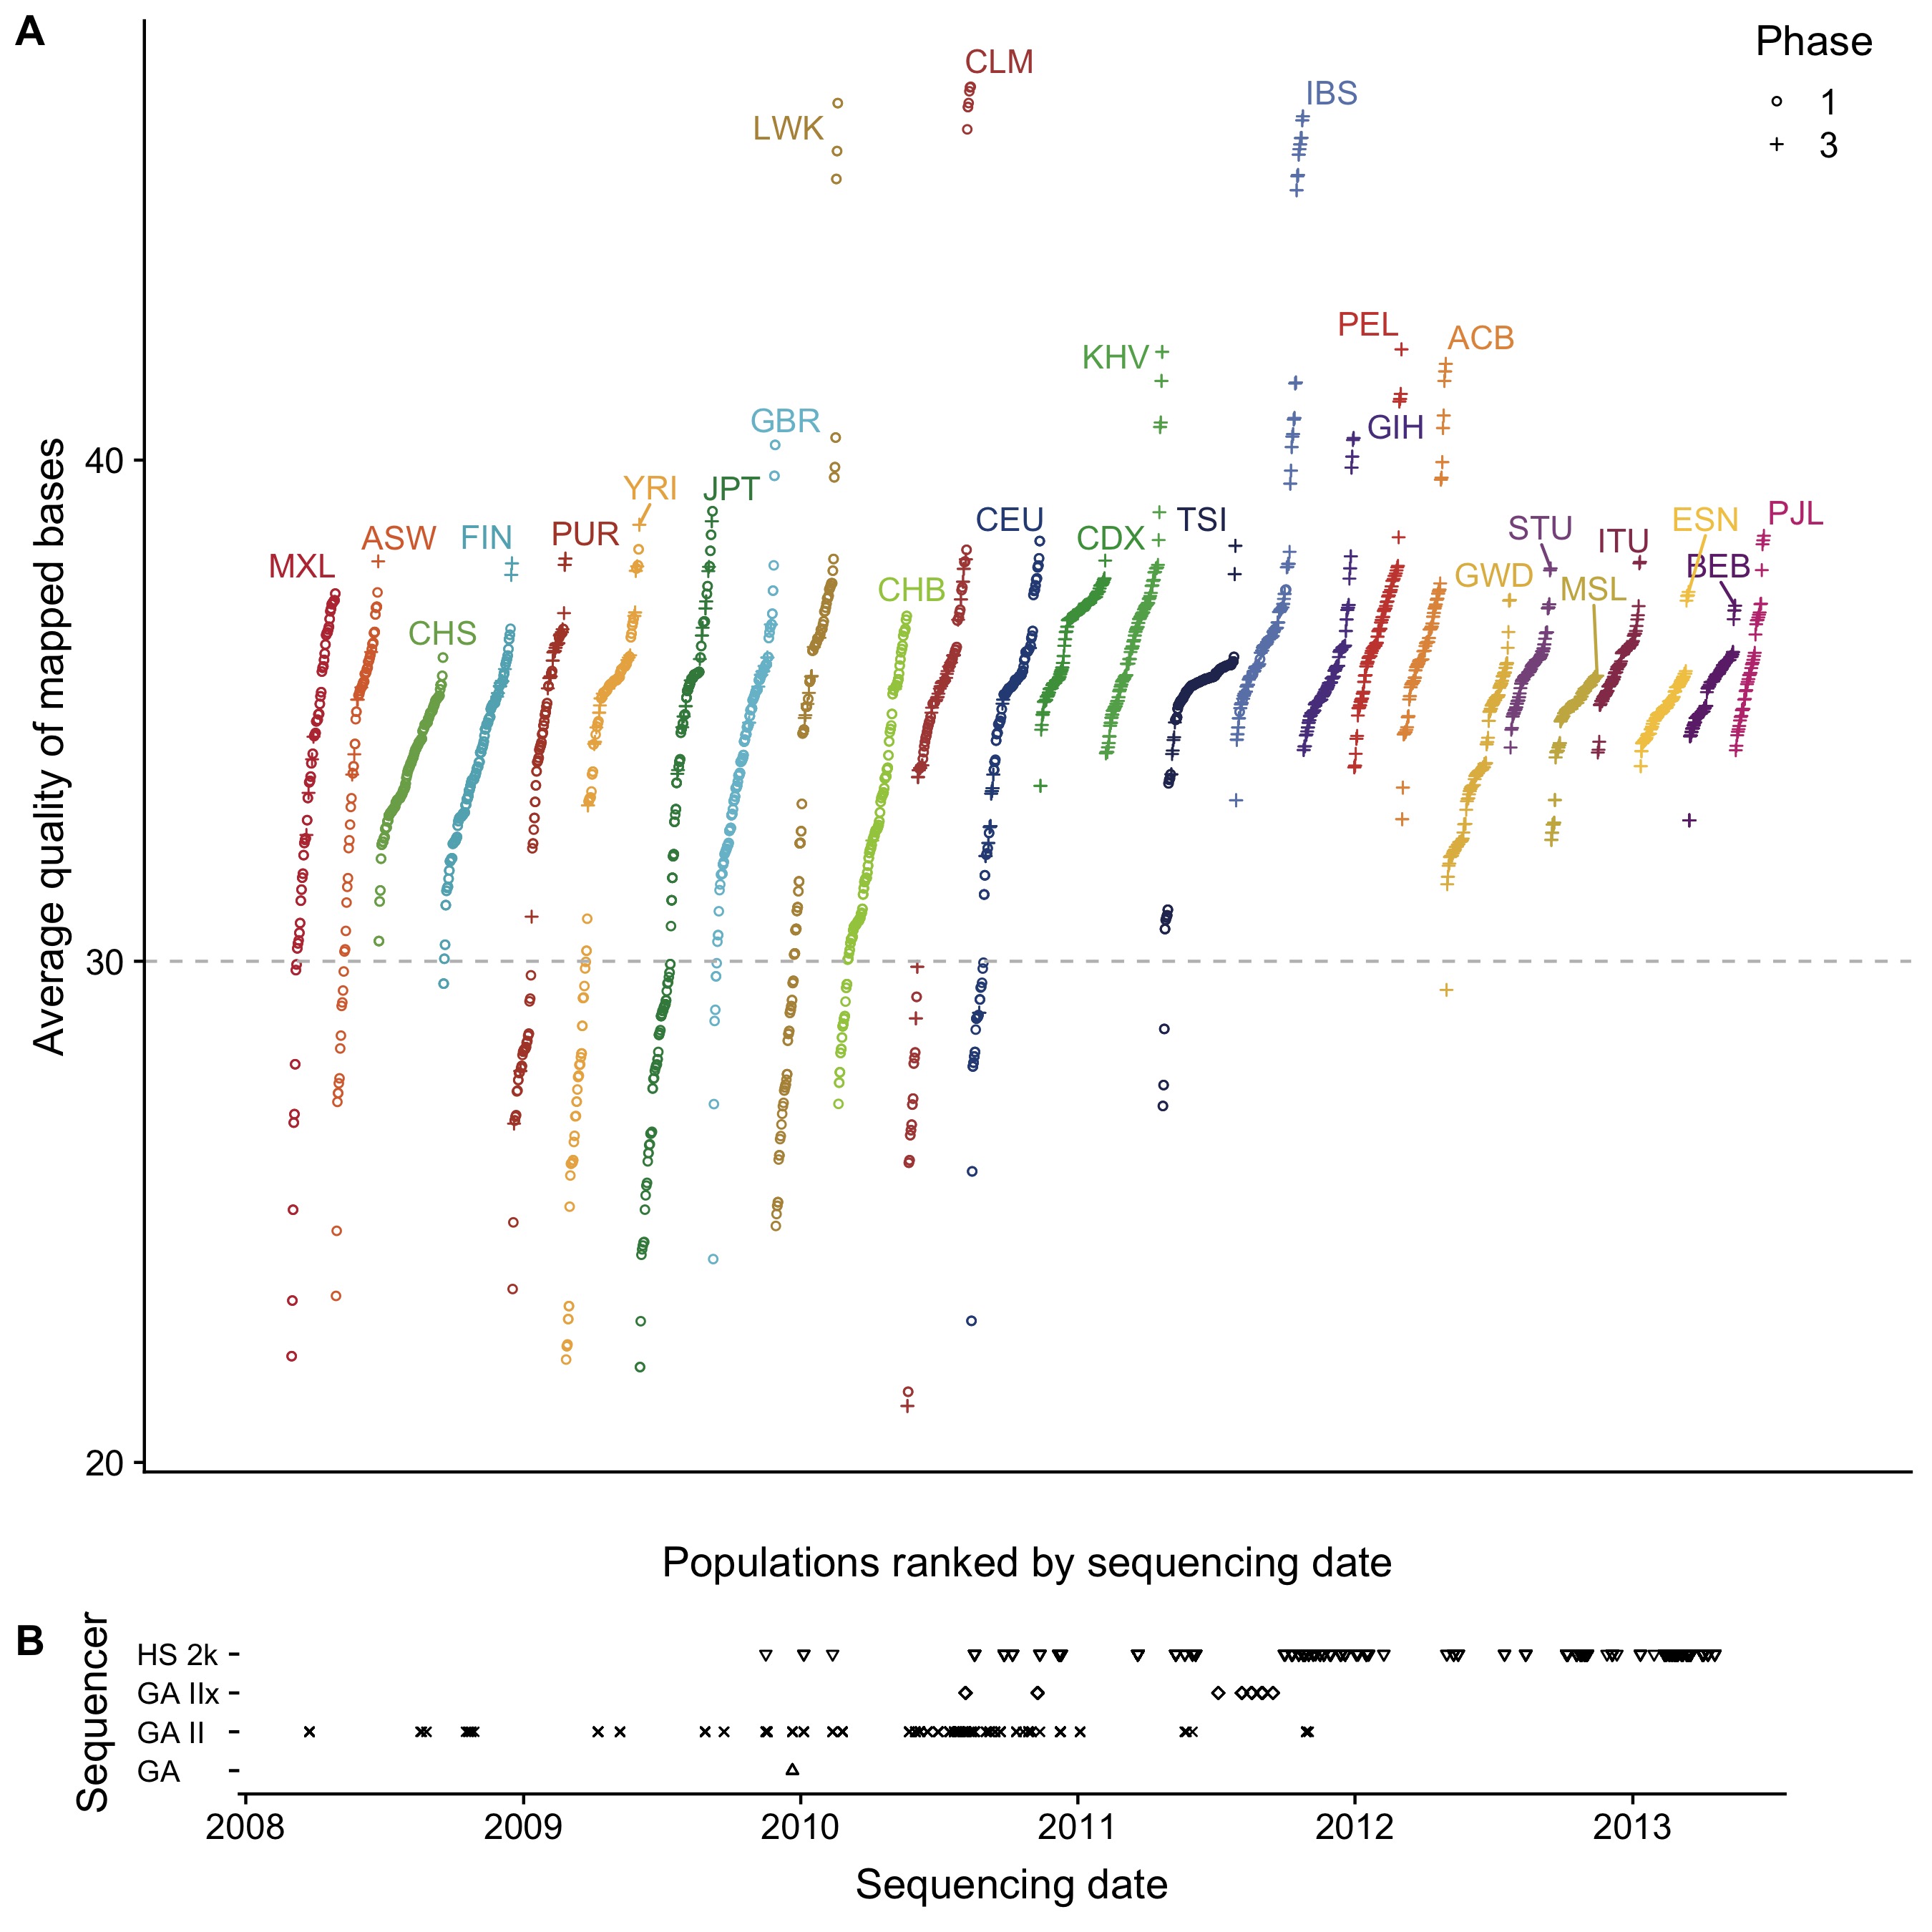 A
Phase
1
3
CLM
IBS
LWK
PEL
ACB
KHV
GBR
GIH
40
YRI
JPT
CEU
TSI
PJL
ESN
STU
ASW
FIN
PUR
CDX
ITU
MXL
BEB
GWD
MSL
CHB
CHS
30
20
Average quality of mapped bases
Populations ranked by sequencing date
B
Sequencer
HS 2k
GA IIx
GA II
GA
2008 2009 2010 2011 2012 2013
Sequencing date